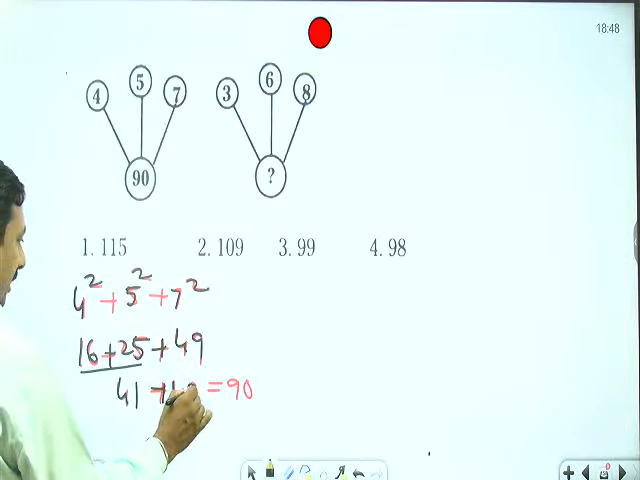 18:48
4 5 7 3 6 8
90 ?
1. 115 2. 109 3. 99 4. 98
4² + 5² + 7²
16 + 25 + 49
41 + = 90